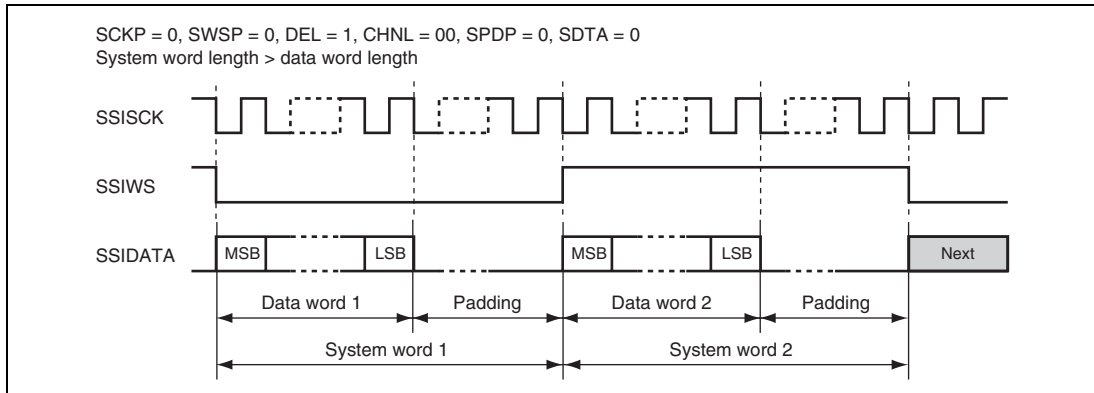 SCKP = 0, SWSP = 0, DEL = 1, CHNL = 00, SPDP = 0, SDTA = 0
System word length > data word length
SSISCK
SSIWS
SSIDATA MSB LSB MSB LSB Next
Data word 1 Padding Data word 2 Padding
System word 1 System word 2